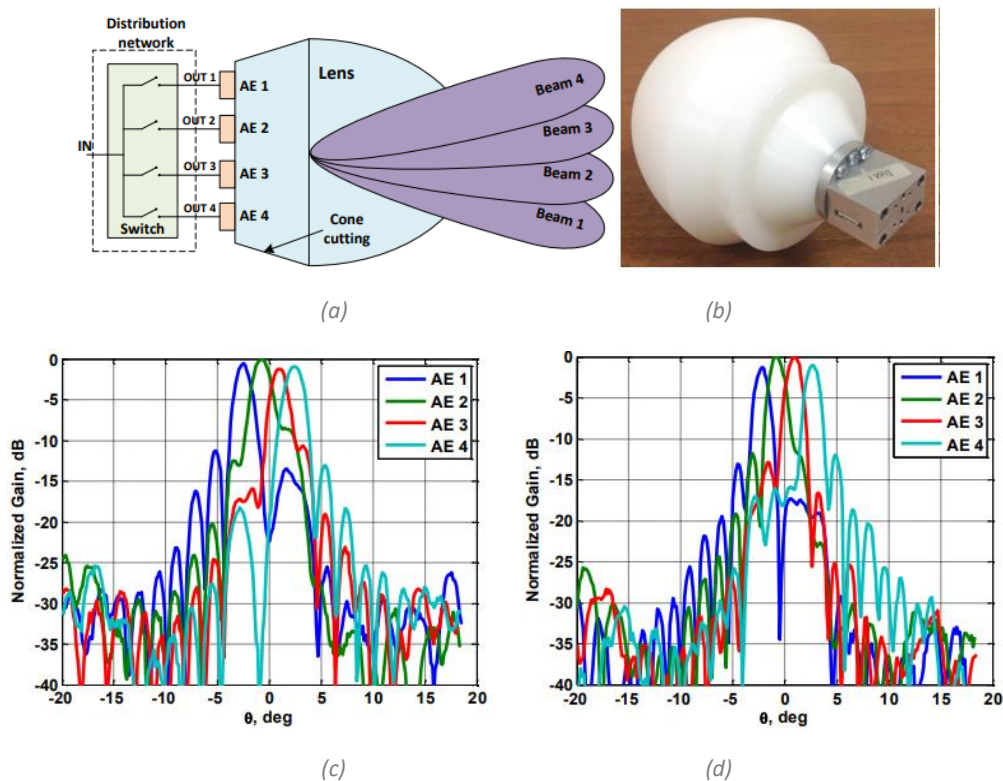 Distribution
network
OUT 1
AE 1
Lens
Beam 4
OUT 2
AE 2
Beam 3
IN
OUT 3
AE 3
Beam 2
OUT 4
AE 4
Beam 1
Switch
Cone
cutting
(a)
(b)
0
-5
-10
-15
-20
-25
-30
-35
-40
Normalized Gain, dB
AE 1
AE 2
AE 3
AE 4
-20 -15 -10 -5 0 5 10 15 20
θ, deg
(c)
0
-5
-10
-15
-20
-25
-30
-35
-40
Normalized Gain, dB
AE 1
AE 2
AE 3
AE 4
-20 -15 -10 -5 0 5 10 15 20
θ, deg
(d)